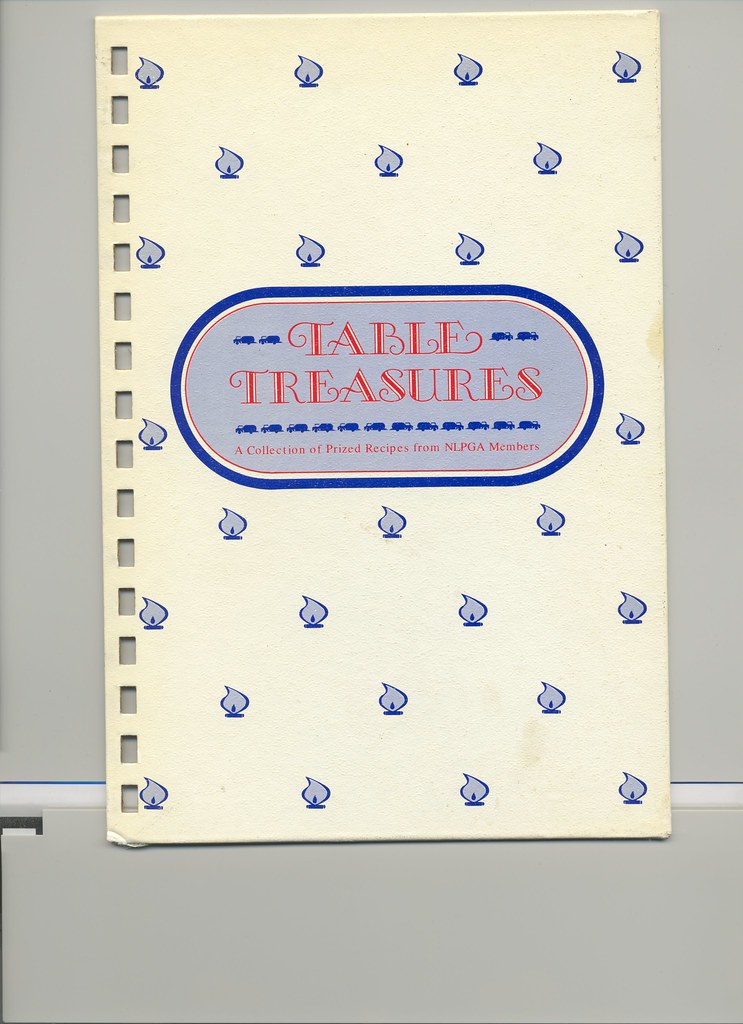 TABLE
TREASURES
A Collection of Prized Recipes from NLPGA Members